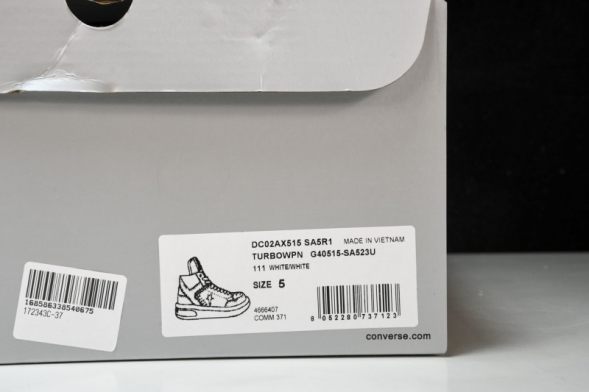 DC02AX515 SA5R1 MADE IN VIETNAM
TURBOWPN G40515-SA523U
111 WHITE/WHITE
SIZE 5
4666407
COMM 371
8 052280 737123
168586338540675
172343C-37
converse.com